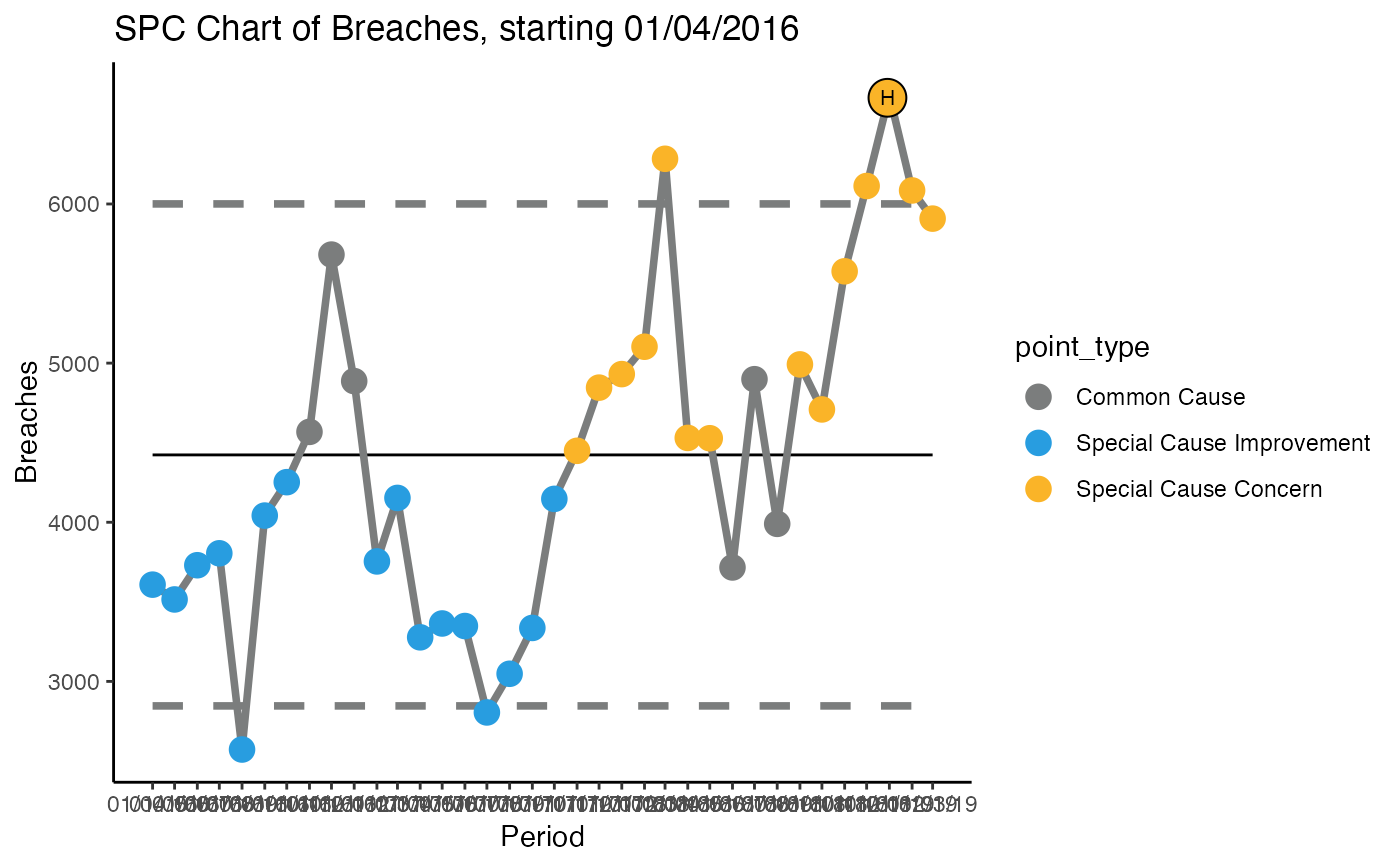 SPC Chart of Breaches, starting 01/04/2016
H
6000
5000
4000
3000
Breaches
Period
point_type
Common Cause
Special Cause Improvement
Special Cause Concern